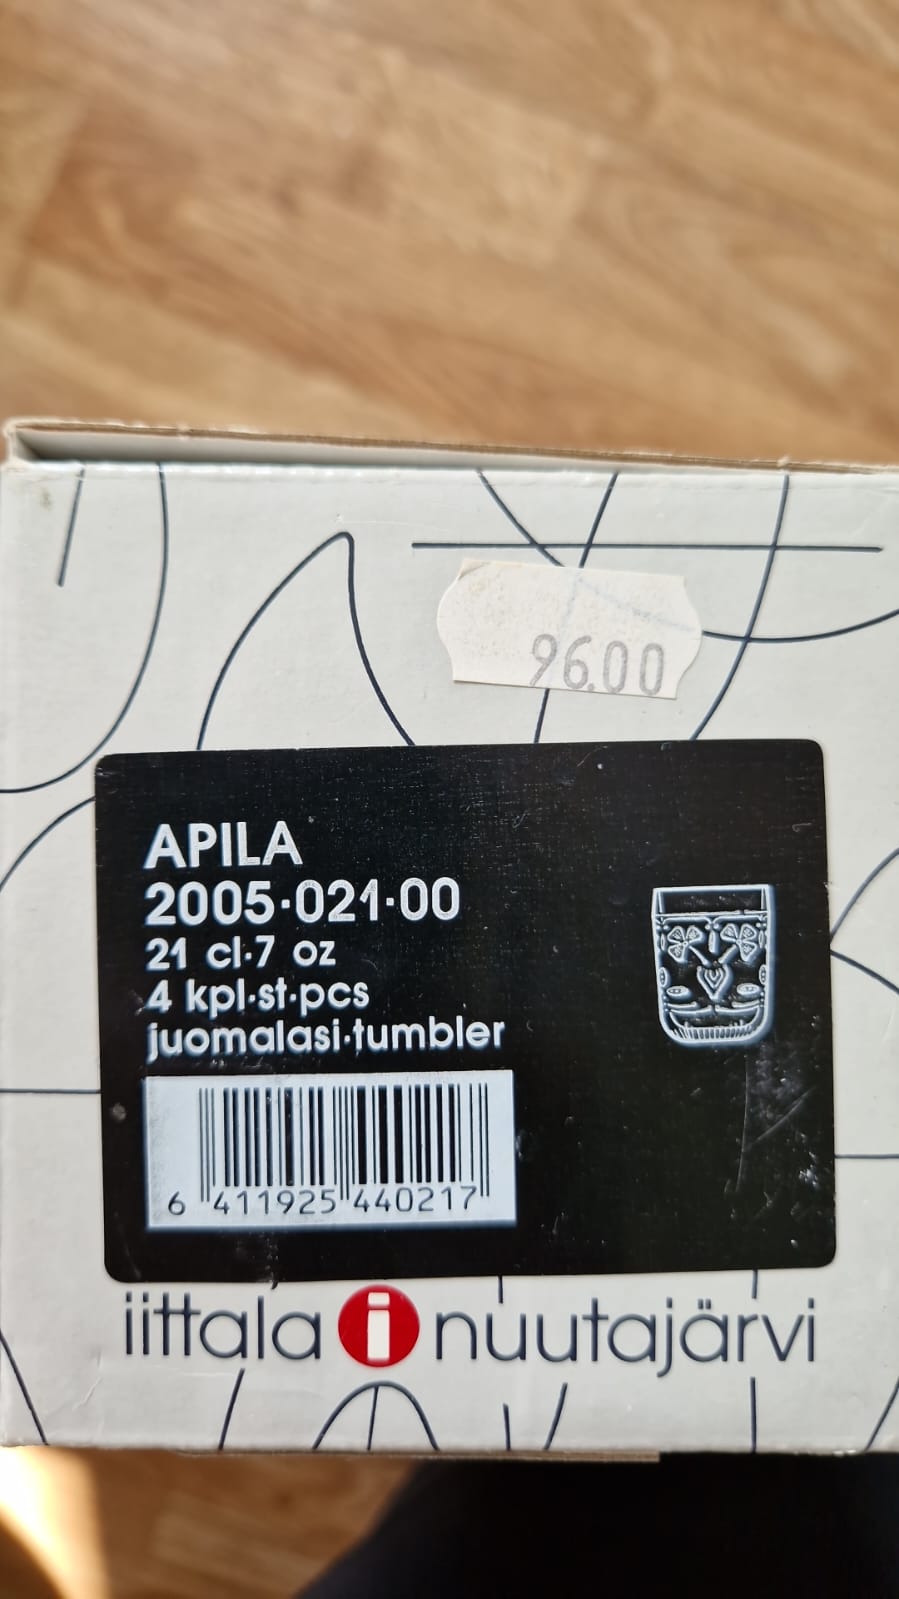 96.00
APILA
2005·021·00
21 cl·7 oz
4 kpl·st·pcs
juomalasi·tumbler
6 411925 440217
iittala i nuutajärvi